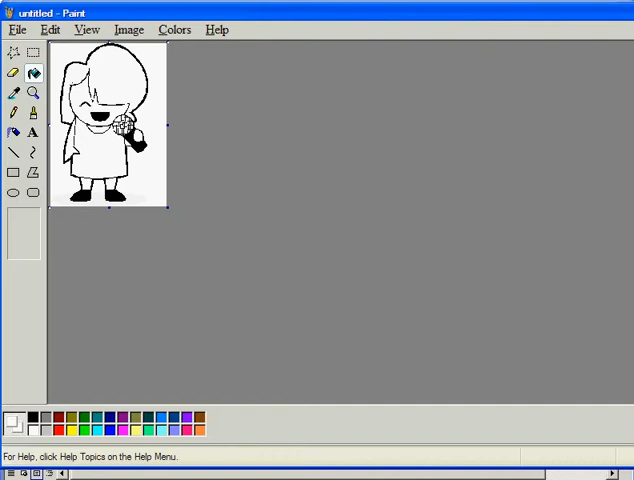 untitled - Paint
File Edit View Image Colors Help
A
For Help, click Help Topics on the Help Menu.